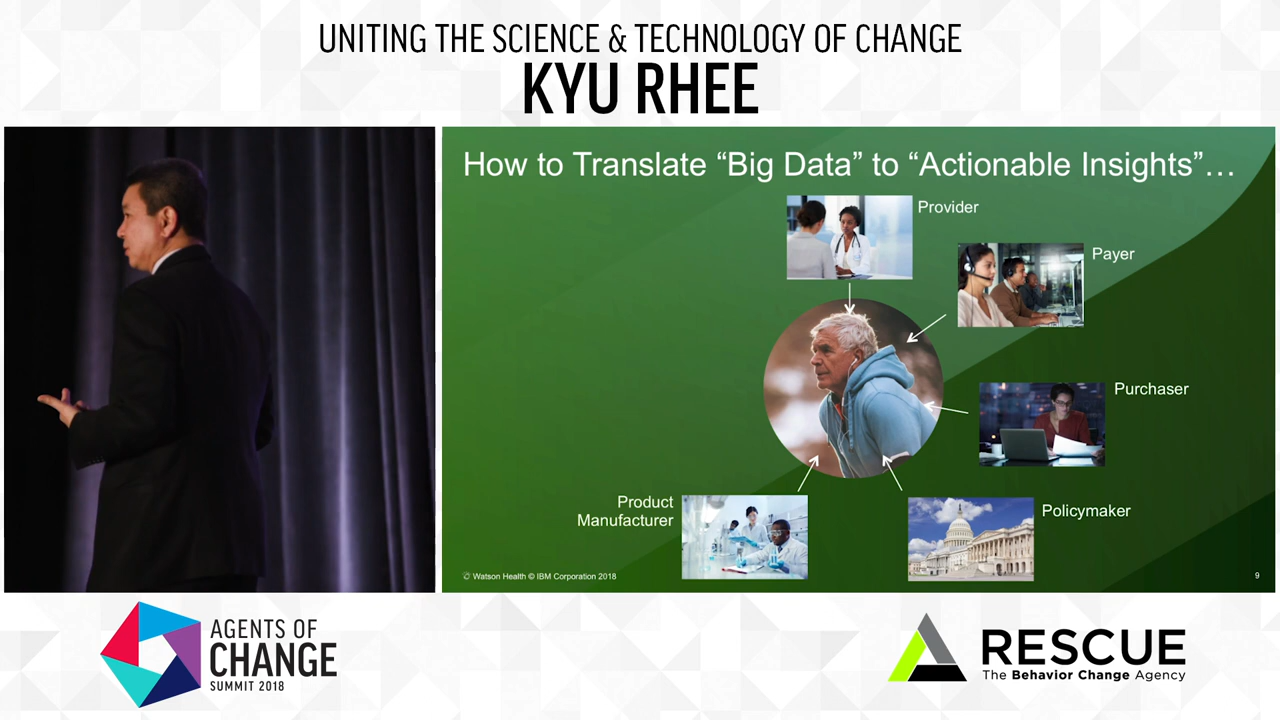 UNITING THE SCIENCE & TECHNOLOGY OF CHANGE
KYU RHEE
How to Translate “Big Data” to “Actionable Insights”…
Provider
Payer
Purchaser
Product
Manufacturer
Policymaker
Watson Health © IBM Corporation 2018
9
AGENTS OF
CHANGE
SUMMIT 2018
RESCUE
The Behavior Change Agency